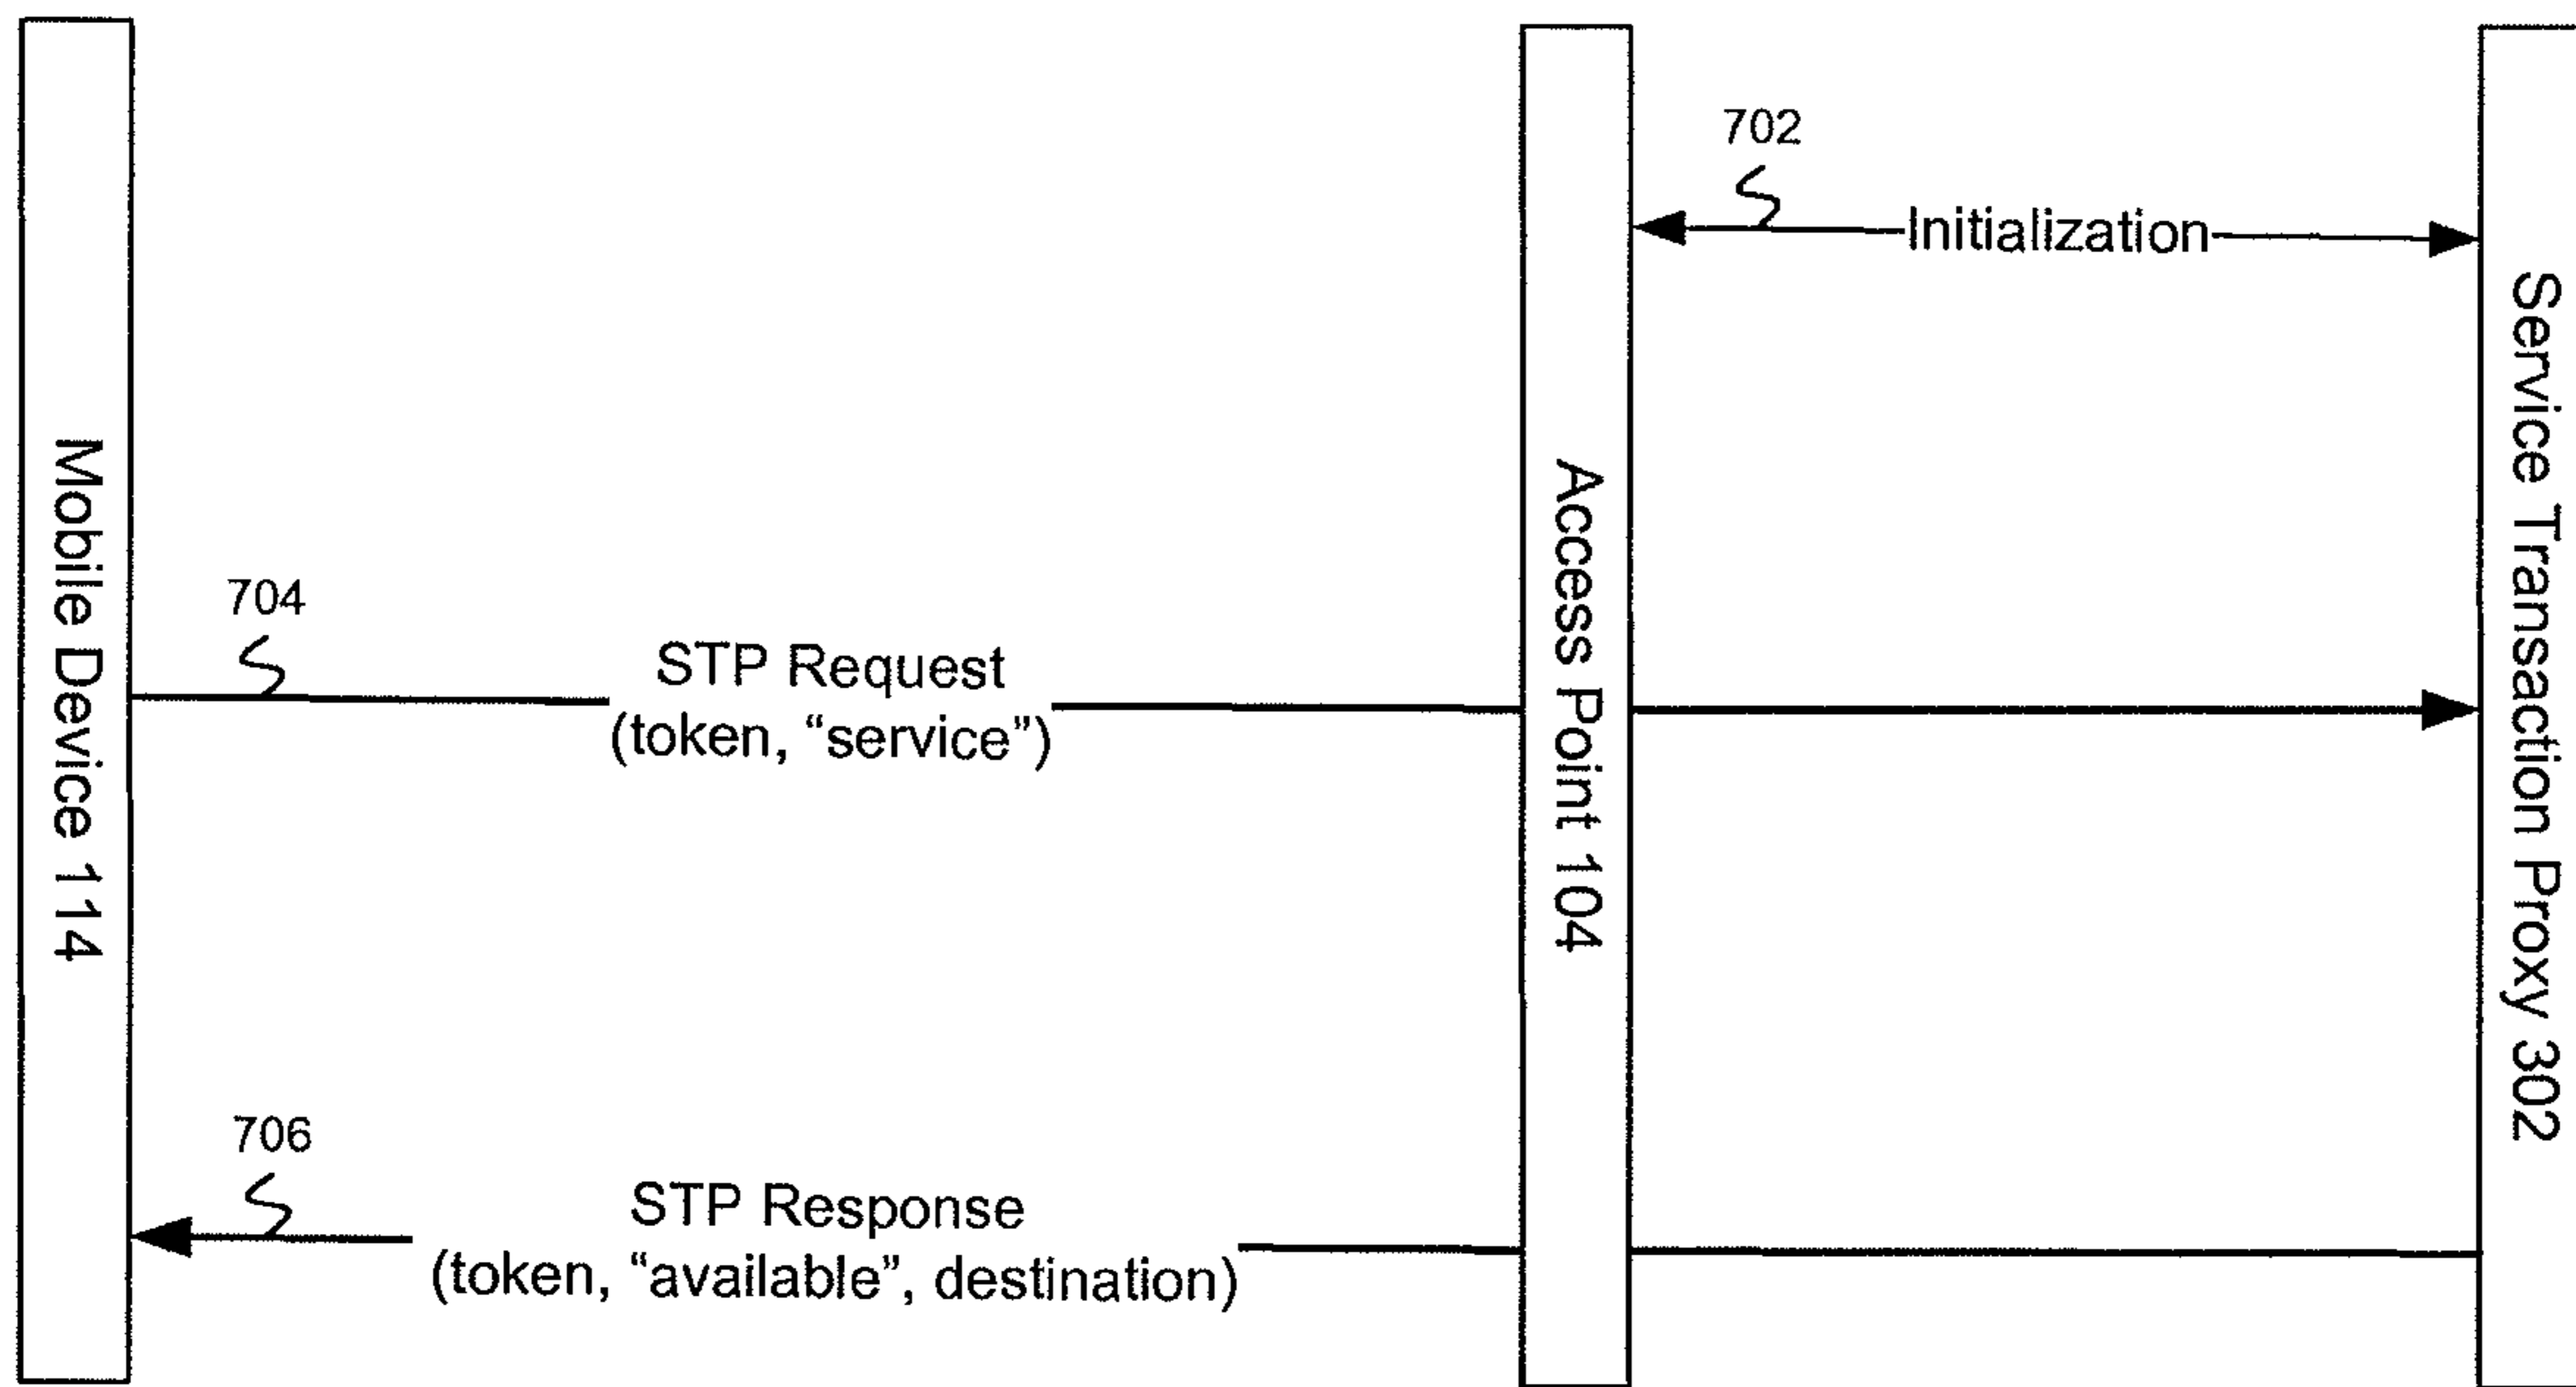 702
Initialization
Mobile Device 114
Access Point 104
Service Transaction Proxy 302
704
STP Request
(token, “service”)
706
STP Response
(token, “available”, destination)